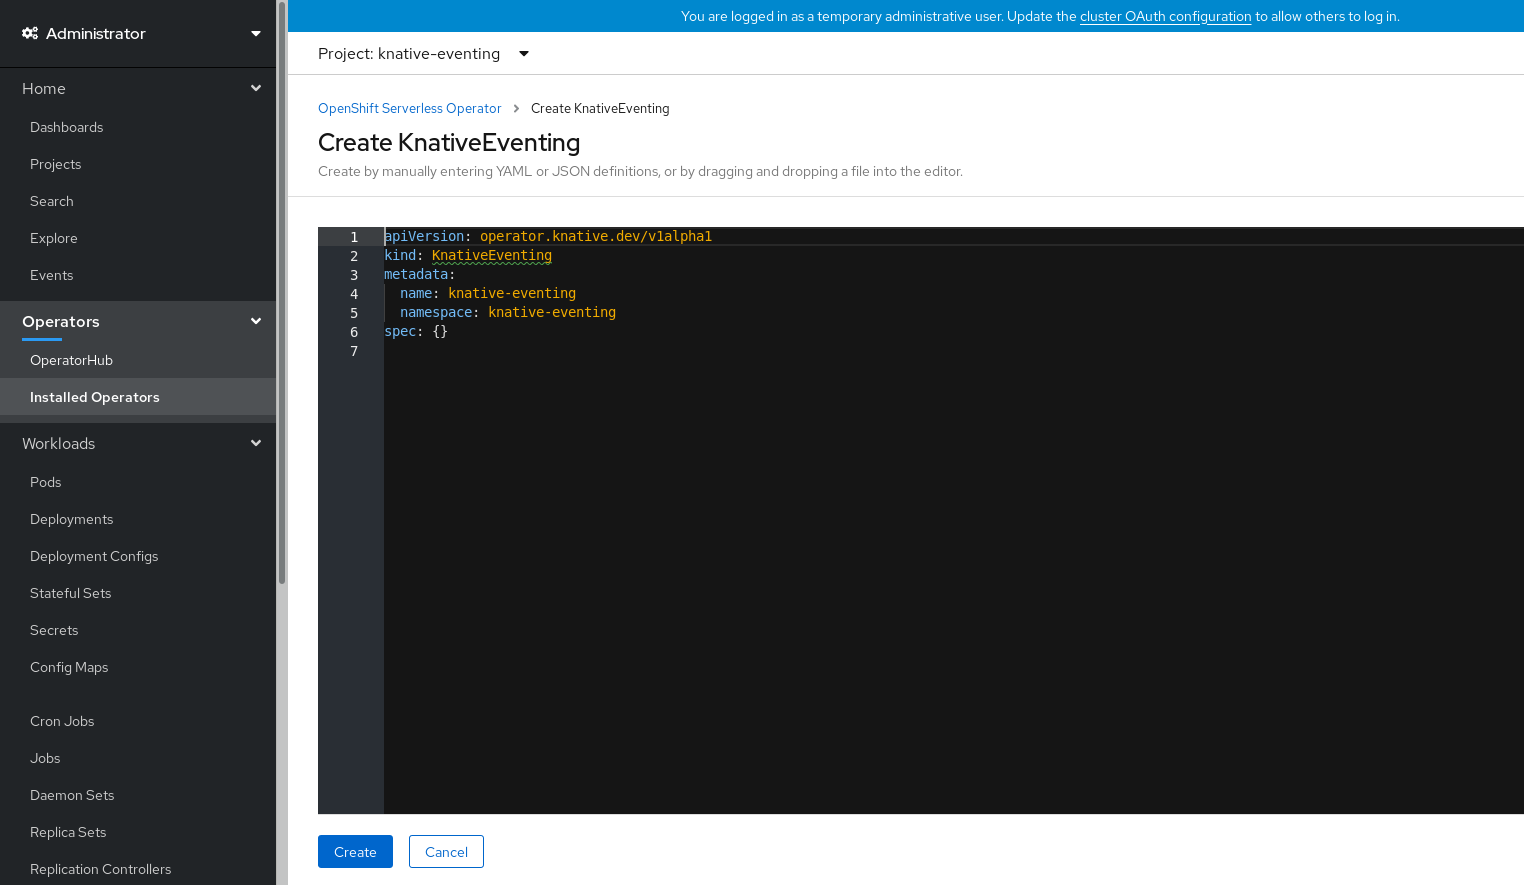 Administrator
Home
Dashboards
Projects
Search
Explore
Events
Operators
OperatorHub
Installed Operators
Workloads
Pods
Deployments
Deployment Configs
Stateful Sets
Secrets
Config Maps
Cron Jobs
Jobs
Daemon Sets
Replica Sets
Replication Controllers
You are logged in as a temporary administrative user. Update the cluster OAuth configuration to allow others to log in.
Project: knative-eventing
OpenShift Serverless Operator > Create KnativeEventing
Create KnativeEventing
Create by manually entering YAML or JSON definitions, or by dragging and dropping a file into the editor.
1 apiVersion: operator.knative.dev/v1alpha1
2 kind: KnativeEventing
3 metadata:
4   name: knative-eventing
5   namespace: knative-eventing
6 spec: {}
7
Create
Cancel